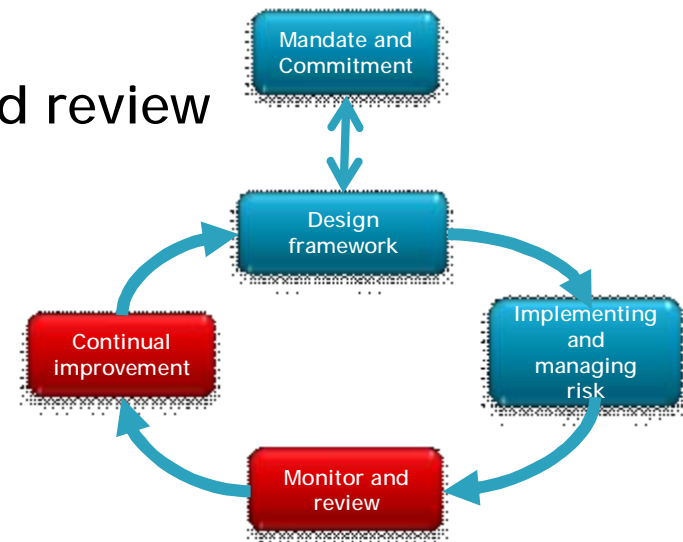 Mandate and
Commitment
d review
Design
framework
Implementing
and
managing
risk
Continual
improvement
Monitor and
review